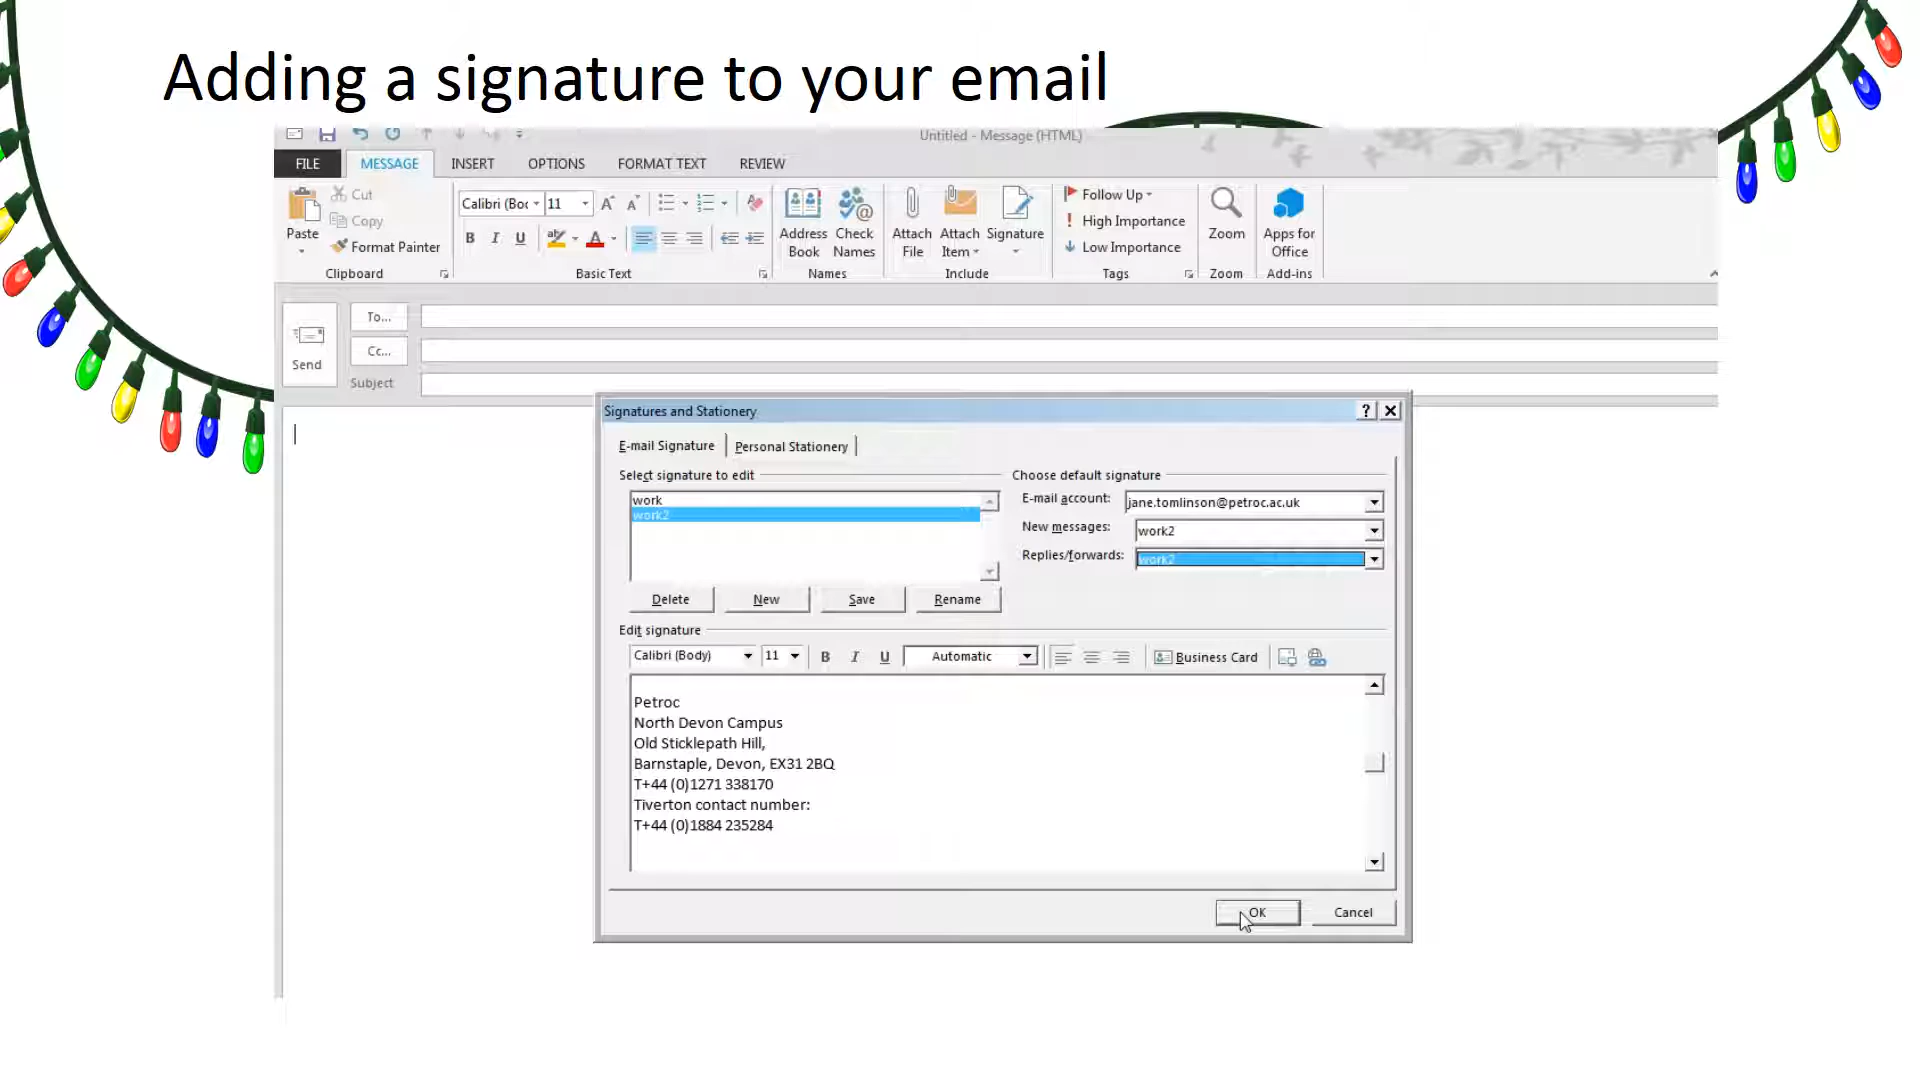 Adding a signature to your email
Untitled - Message (HTML)
FILE MESSAGE INSERT OPTIONS FORMAT TEXT REVIEW
Paste
Cut
Copy
Format Painter
Clipboard
Calibri (Boc 11
B I U
Basic Text
Address Book
Check Names
Names
Attach File
Attach Item
Signature
Include
Follow Up
High Importance
Low Importance
Tags
Zoom
Zoom
Apps for Office
Add-ins
Send
To...
Cc...
Subject
Signatures and Stationery
E-mail Signature Personal Stationery
Select signature to edit
work
work2
Delete New Save Rename
Choose default signature
E-mail account: jane.tomlinson@petroc.ac.uk
New messages: work2
Replies/forwards: work2
Edit signature
Calibri (Body) 11 B I U Automatic Business Card
Petroc
North Devon Campus
Old Sticklepath Hill,
Barnstaple, Devon, EX31 2BQ
T+44 (0)1271 338170
Tiverton contact number:
T+44 (0)1884 235284
OK Cancel